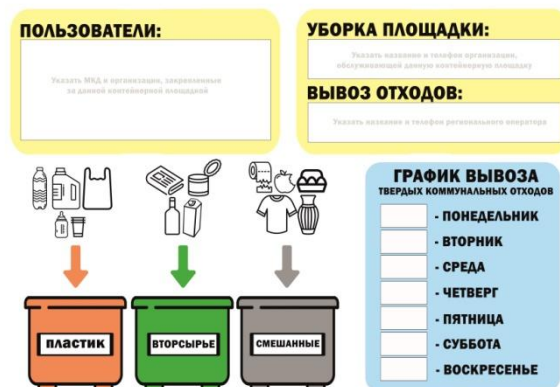 ПОЛЬЗОВАТЕЛИ:
Указать МКД и организации, закрепленные
за данной контейнерной площадкой
УБОРКА ПЛОЩАДКИ:
Указать название и телефон организации,
обслуживающей данную контейнерную площадку
ВЫВОЗ ОТХОДОВ:
Указать название и телефон регионального оператора
ГРАФИК ВЫВОЗА
ТВЕРДЫХ КОММУНАЛЬНЫХ ОТХОДОВ
- ПОНЕДЕЛЬНИК
- ВТОРНИК
- СРЕДА
- ЧЕТВЕРГ
- ПЯТНИЦА
- СУББОТА
- ВОСКРЕСЕНЬЕ
ПЛАСТИК
ВТОРСЫРЬЕ
СМЕШАННЫЕ